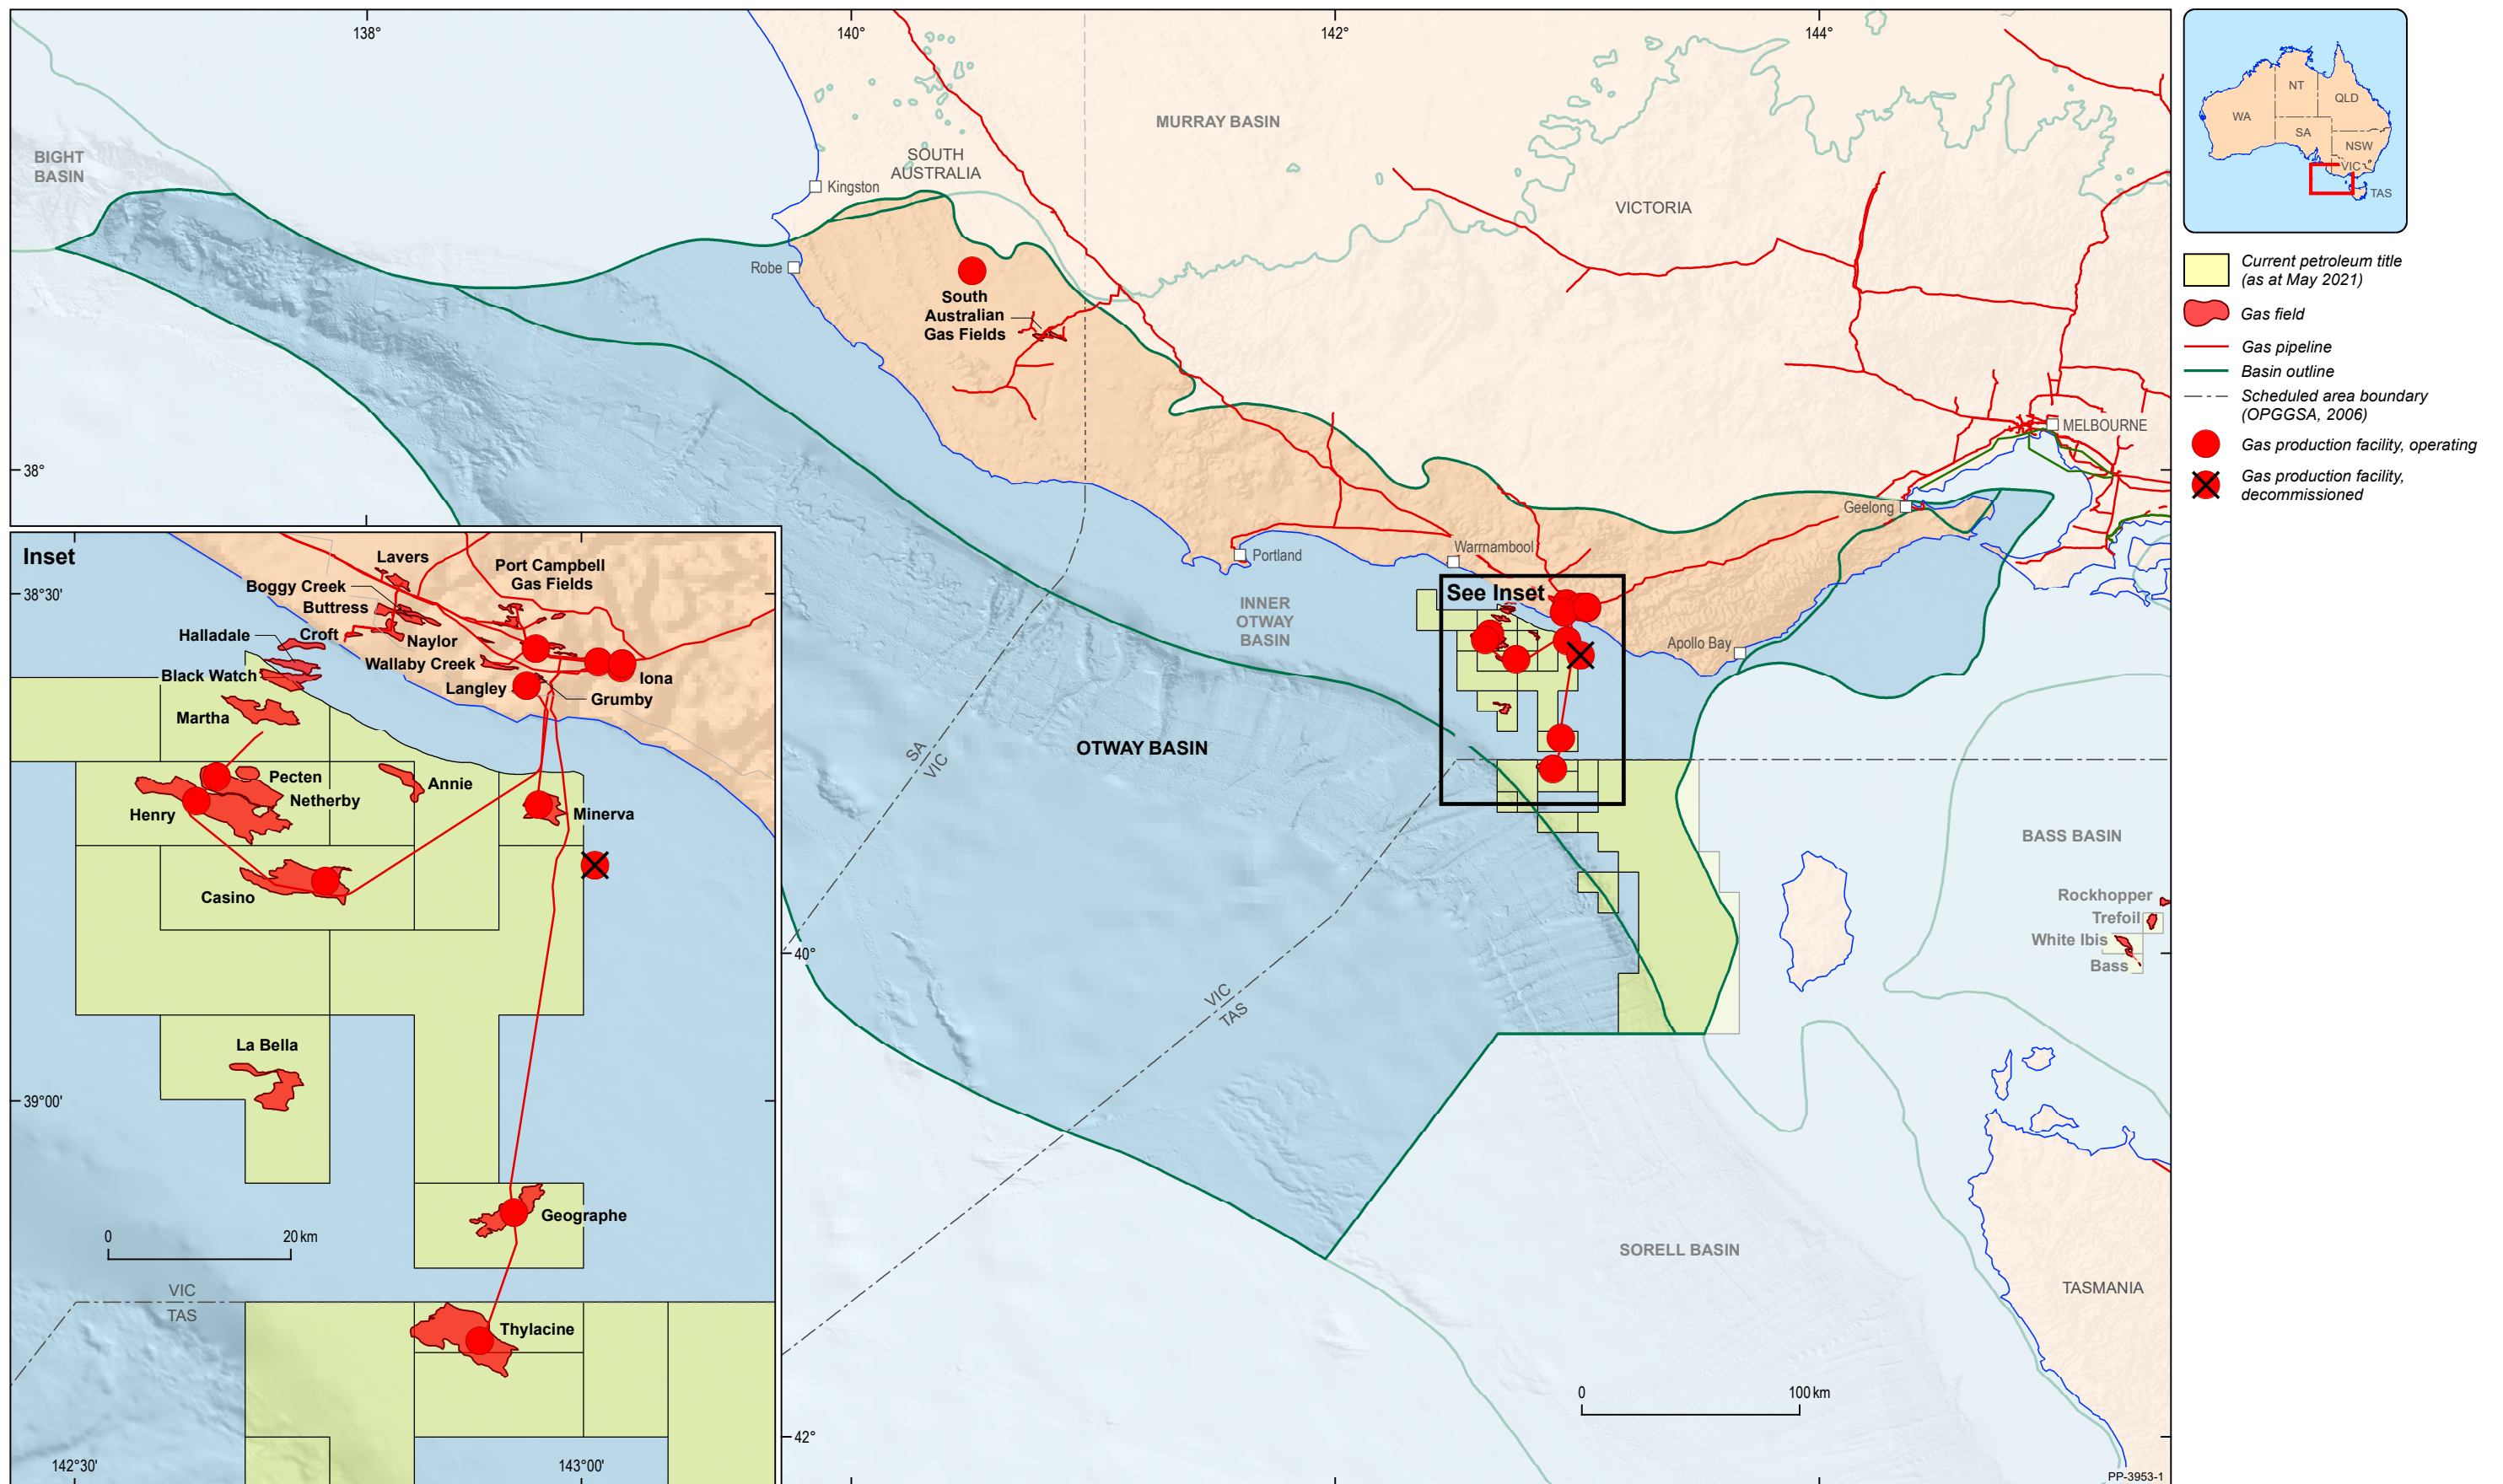 138°
140°
142°
144°
BIGHT
BASIN
MURRAY BASIN
SOUTH
AUSTRALIA
Kingston
VICTORIA
Robe
South
Australian
Gas Fields
38°
MELBOURNE
Geelong
Portland
Warrnambool
See Inset
Apollo Bay
INNER
OTWAY
BASIN
OTWAY BASIN
SA
VIC
VIC
TAS
BASS BASIN
Rockhopper
Trefoil
White Ibis
Bass
40°
SORELL BASIN
TASMANIA
0
100 km
42°
PP-3953-1
Inset
Lavers
Port Campbell
Gas Fields
Boggy Creek
Buttress
Halladale
Croft
Naylor
Wallaby Creek
Black Watch
Langley
Iona
Grumby
Martha
Pecten
Annie
Netherby
Henry
Minerva
Casino
La Bella
Geographe
0
20 km
VIC
TAS
Thylacine
38°30'
39°00'
142°30'
143°00'
NT
QLD
WA
SA
NSW
VIC
TAS
Current petroleum title
(as at May 2021)
Gas field
Gas pipeline
Basin outline
Scheduled area boundary
(OPGGSA, 2006)
Gas production facility, operating
Gas production facility,
decommissioned